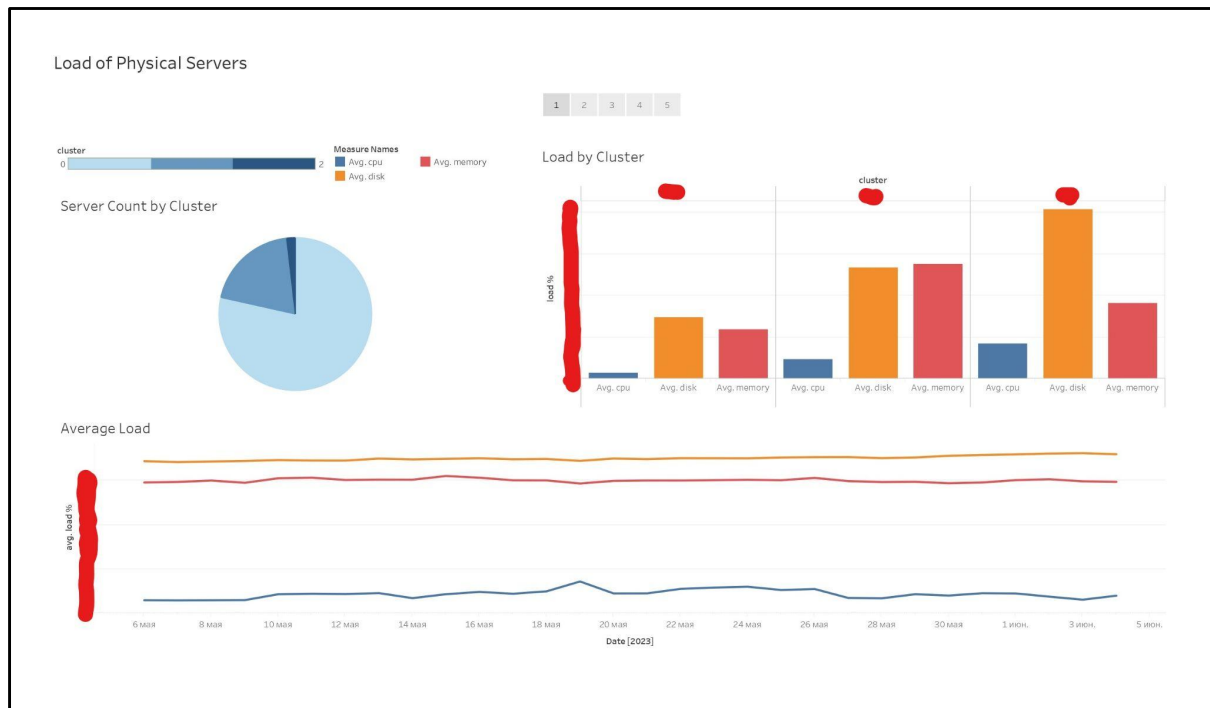 Load of Physical Servers
1 2 3 4 5
cluster
0 2
Measure Names
Avg. cpu Avg. memory
Avg. disk
Server Count by Cluster
Load by Cluster
cluster
load %
Avg. cpu Avg. disk Avg. memory Avg. cpu Avg. disk Avg. memory Avg. cpu Avg. disk Avg. memory
Average Load
avg. load %
6 мая 8 мая 10 мая 12 мая 14 мая 16 мая 18 мая 20 мая 22 мая 24 мая 26 мая 28 мая 30 мая 1 июн. 3 июн. 5 июн.
Date [2023]